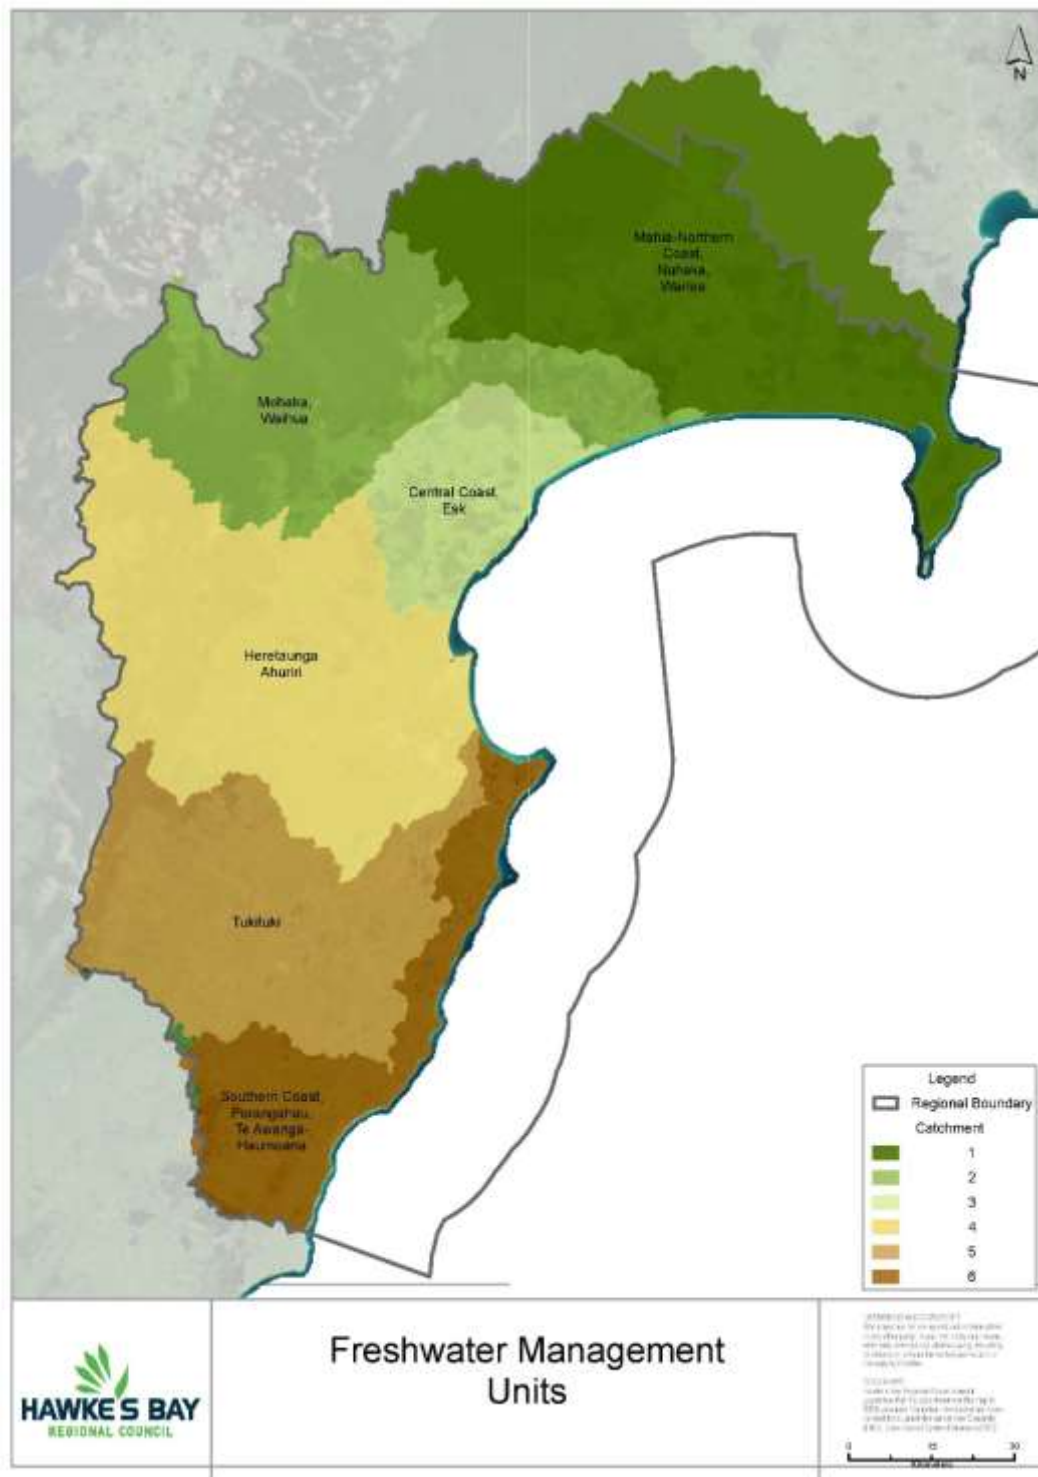 N
Mahia-Northern
Coast,
Nuhaka,
Wairoa
Mohaka,
Waihua
Central Coast
Esk
Heretaunga
Ahuriri
Tukituki
Southern Coast
Porangahau,
Te Awanga-
Haumoana
Legend
Regional Boundary
Catchment
1
2
3
4
5
6
Freshwater Management
Units
HAWKE'S BAY
REGIONAL COUNCIL
0 15 30
Kilometres